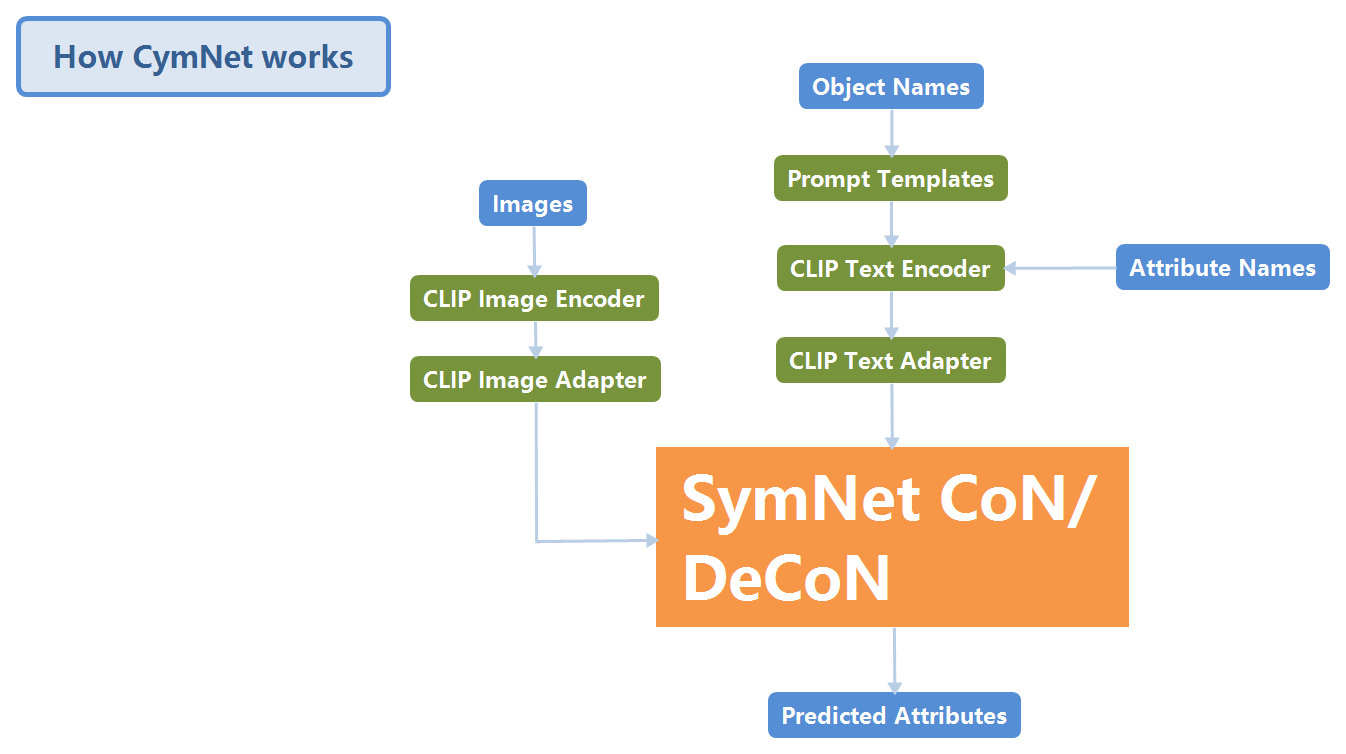 How CymNet works
Object Names
Prompt Templates
Images
CLIP Text Encoder
Attribute Names
CLIP Image Encoder
CLIP Text Adapter
CLIP Image Adapter
SymNet CoN/
DeCoN
Predicted Attributes